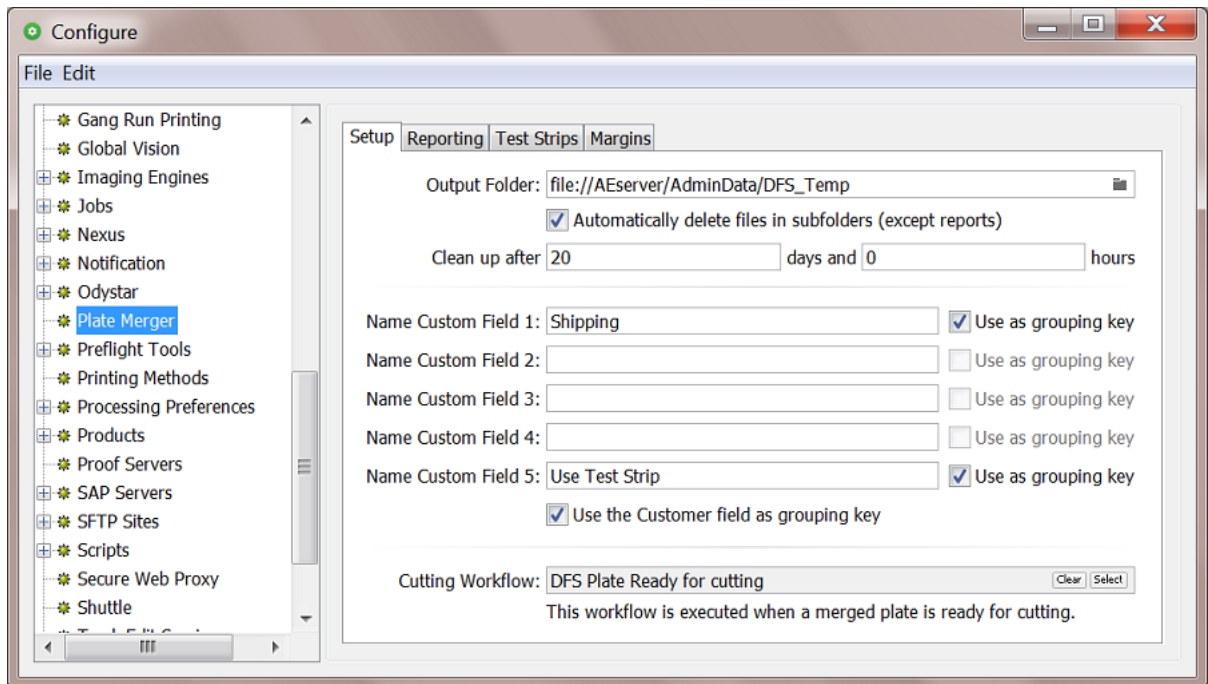 Configure
File Edit
Gang Run Printing
Global Vision
Imaging Engines
Jobs
Nexus
Notification
Odystar
Plate Merger
Preflight Tools
Printing Methods
Processing Preferences
Products
Proof Servers
SAP Servers
SFTP Sites
Scripts
Secure Web Proxy
Shuttle
Setup Reporting Test Strips Margins
Output Folder: file://AEserver/AdminData/DFS_Temp
Automatically delete files in subfolders (except reports)
Clean up after 20 days and 0 hours
Name Custom Field 1: Shipping Use as grouping key
Name Custom Field 2: Use as grouping key
Name Custom Field 3: Use as grouping key
Name Custom Field 4: Use as grouping key
Name Custom Field 5: Use Test Strip Use as grouping key
Use the Customer field as grouping key
Cutting Workflow: DFS Plate Ready for cutting Clear Select
This workflow is executed when a merged plate is ready for cutting.